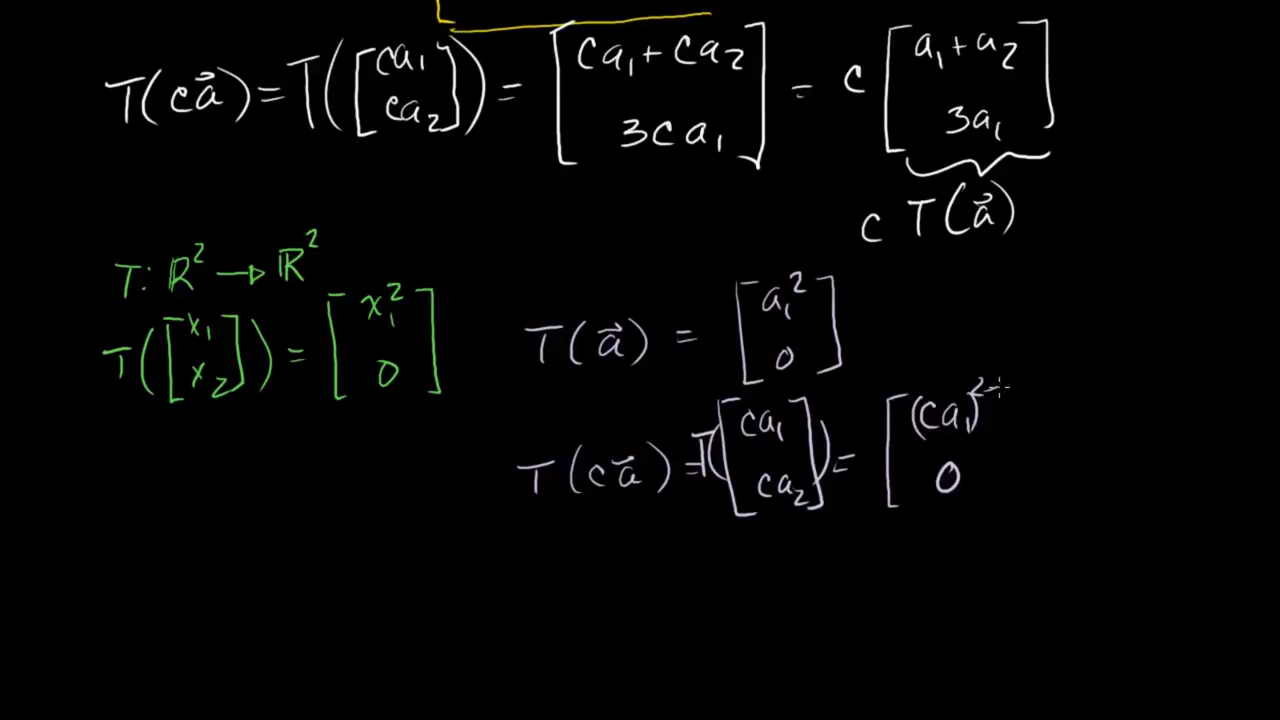 T(ca⃗) = T([ca₁ ca₂]) = [ca₁ + ca₂ 3ca₁] = c [a₁ + a₂ 3a₁]
c T(a⃗)
T: ℝ² → ℝ²
T([x₁ x₂]) = [x₁² 0]
T(a⃗) = [a₁² 0]
T(ca⃗) = T([ca₁ ca₂]) = [(ca₁)² 0